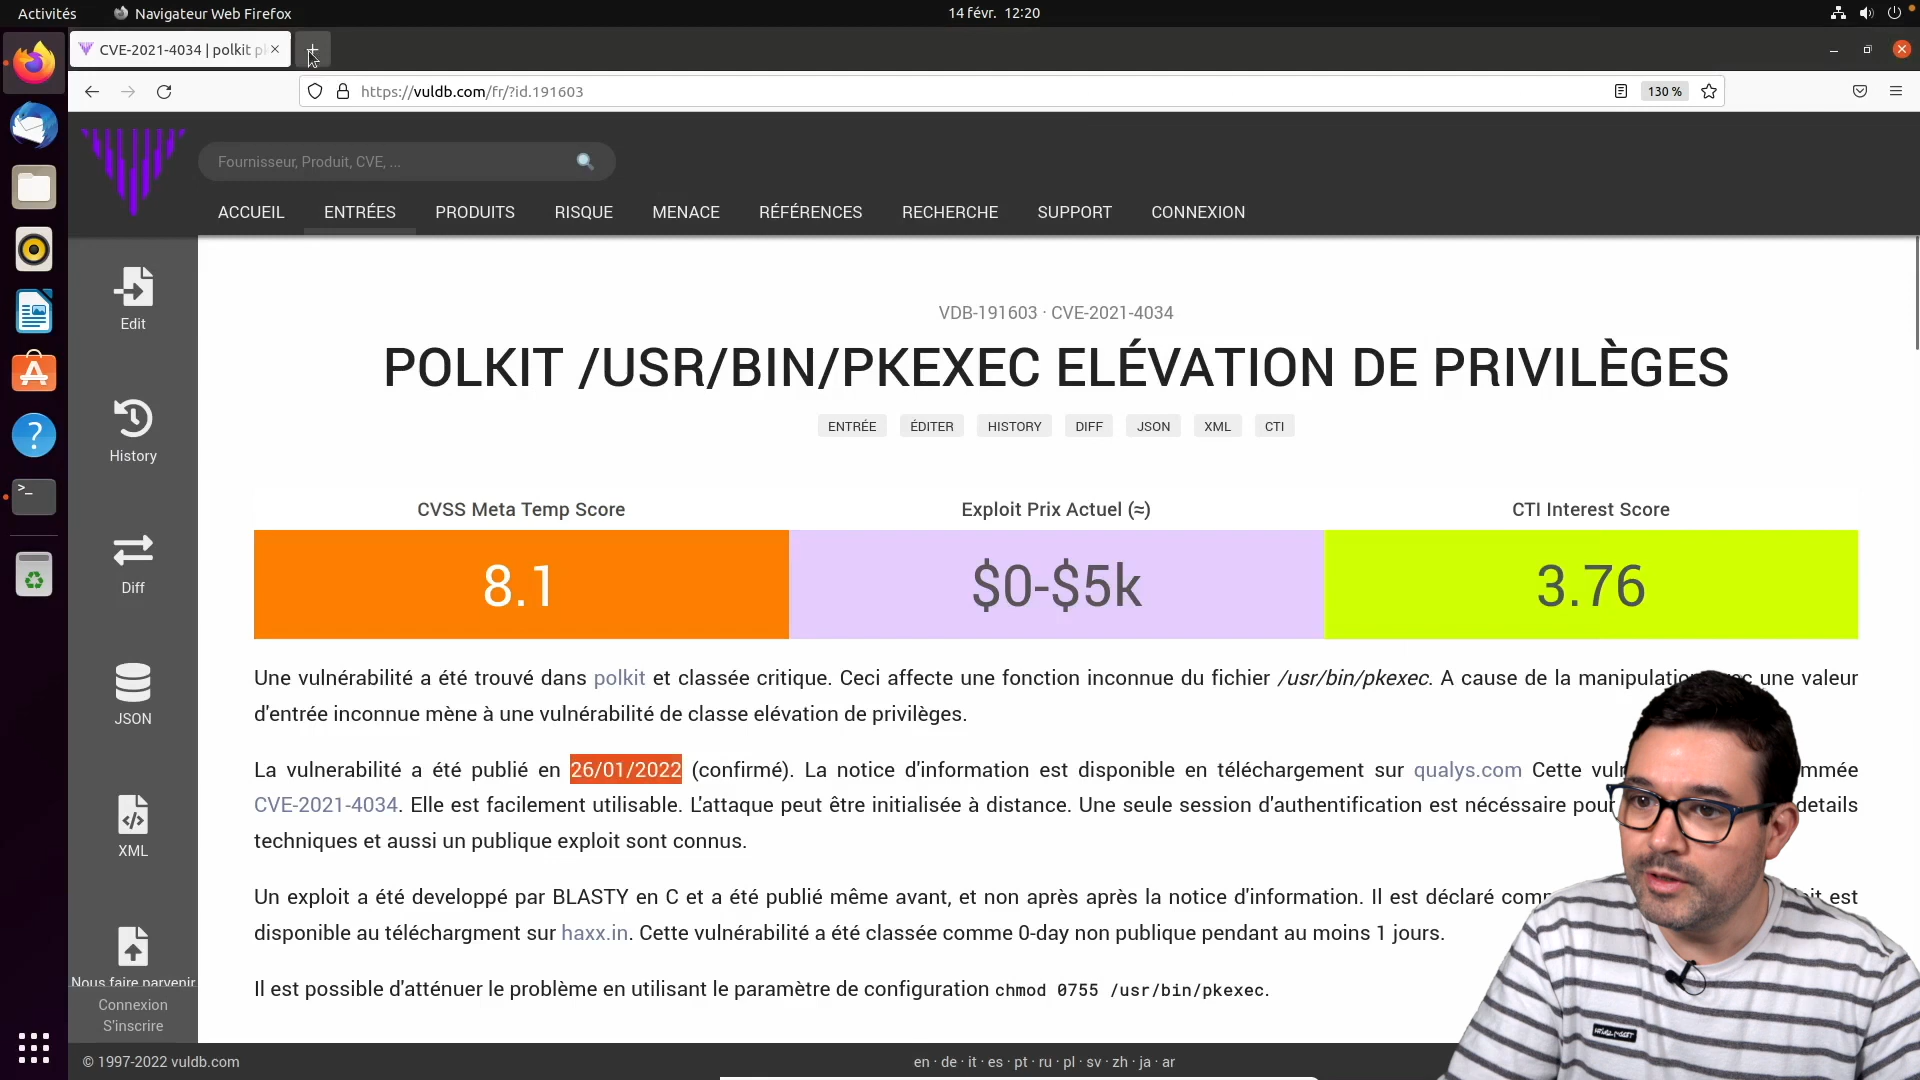 Activités
Navigateur Web Firefox
14 févr. 12:20
CVE-2021-4034 | polkit p
https://vuldb.com/fr/?id.191603
130 %
Fournisseur, Produit, CVE, ...
ACCUEIL
ENTRÉES
PRODUITS
RISQUE
MENACE
RÉFÉRENCES
RECHERCHE
SUPPORT
CONNEXION
Edit
History
Diff
JSON
XML
Nous faire parvenir
Connexion
S'inscrire
VDB-191603 · CVE-2021-4034
POLKIT /USR/BIN/PKEXEC ELÉVATION DE PRIVILÈGES
ENTRÉE
ÉDITER
HISTORY
DIFF
JSON
XML
CTI
CVSS Meta Temp Score
Exploit Prix Actuel (≈)
CTI Interest Score
8.1
$0-$5k
3.76
Une vulnérabilité a été trouvé dans polkit et classée critique. Ceci affecte une fonction inconnue du fichier /usr/bin/pkexec. A cause de la manipulation une valeur
d'entrée inconnue mène à une vulnérabilité de classe elévation de privilèges.
La vulnerabilité a été publié en 26/01/2022 (confirmé). La notice d'information est disponible en téléchargement sur qualys.com Cette
CVE-2021-4034. Elle est facilement utilisable. L'attaque peut être initialisée à distance. Une seule session d'authentification est nécéssaire pour details
techniques et aussi un publique exploit sont connus.
Un exploit a été developpé par BLASTY en C et a été publié même avant, et non après après la notice d'information. Il est déclaré est
disponible au téléchargment sur haxx.in. Cette vulnérabilité a été classée comme 0-day non publique pendant au moins 1 jours.
Il est possible d'atténuer le problème en utilisant le paramètre de configuration chmod 0755 /usr/bin/pkexec.
© 1997-2022 vuldb.com
en · de · it · es · pt · ru · pl · sv · zh · ja · ar